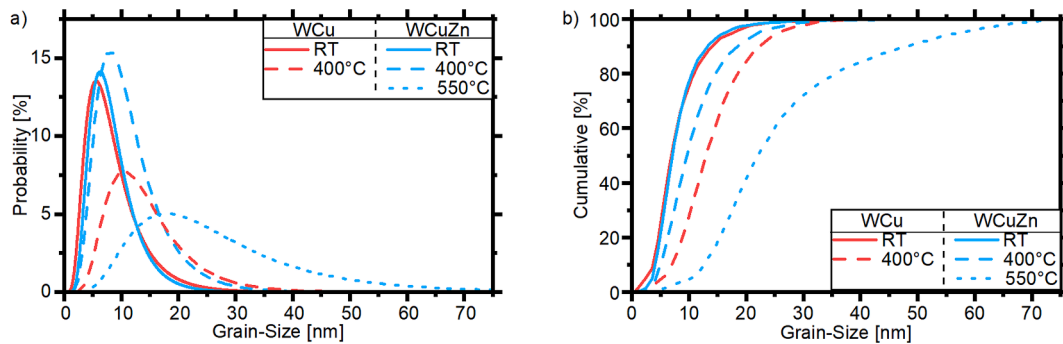 a)
WCu WCuZn
RT RT
400°C 400°C
550°C
Probability [%]
15
10
5
0
0 10 20 30 40 50 60 70
Grain-Size [nm]
b)
100
80
60
40
20
0
Cumulative [%]
WCu WCuZn
RT RT
400°C 400°C
550°C
0 10 20 30 40 50 60 70
Grain-Size [nm]